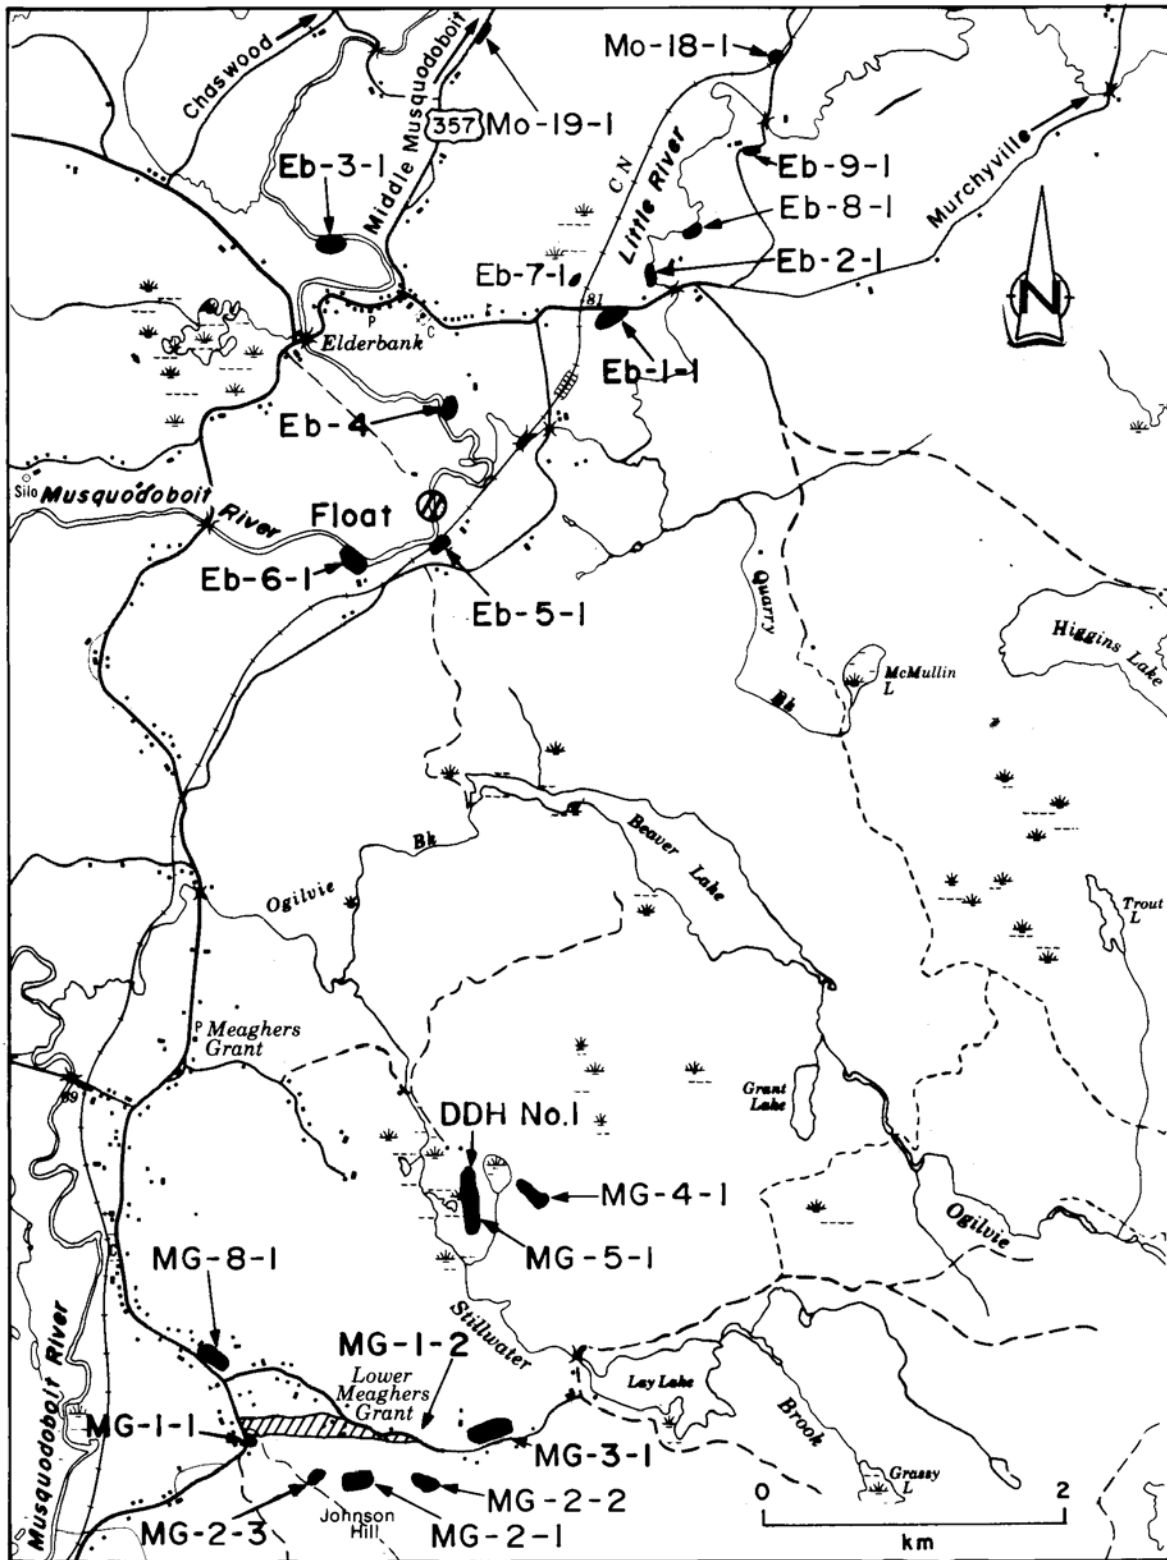 Chaswood
Middle Musquodoboit
357
Mo-19-1
Mo-18-1
Eb-3-1
CN
Little River
Eb-9-1
Eb-8-1
Eb-2-1
Murchyville
Eb-7-1
81
N
P
C
Elderbank
Eb-1-1
Eb-4
Silo
Musquodoboit
River
Float
Eb-6-1
Eb-5-1
Quarry
Bk
McMullin
L
Higgins Lake
Beaver
Lake
Bk
Ogilvie
Trout
L
P
Meaghers
Grant
89
Grant
Lake
DDH No.1
MG-4-1
MG-5-1
Ogilvie
MG-8-1
Stillwater
MG-1-2
Lower
Meaghers
Grant
Lay Lake
Brook
Musquodoboit River
MG-1-1
MG-3-1
Grassy
L
MG-2-2
MG-2-3
Johnson
Hill
MG-2-1
0
2
km